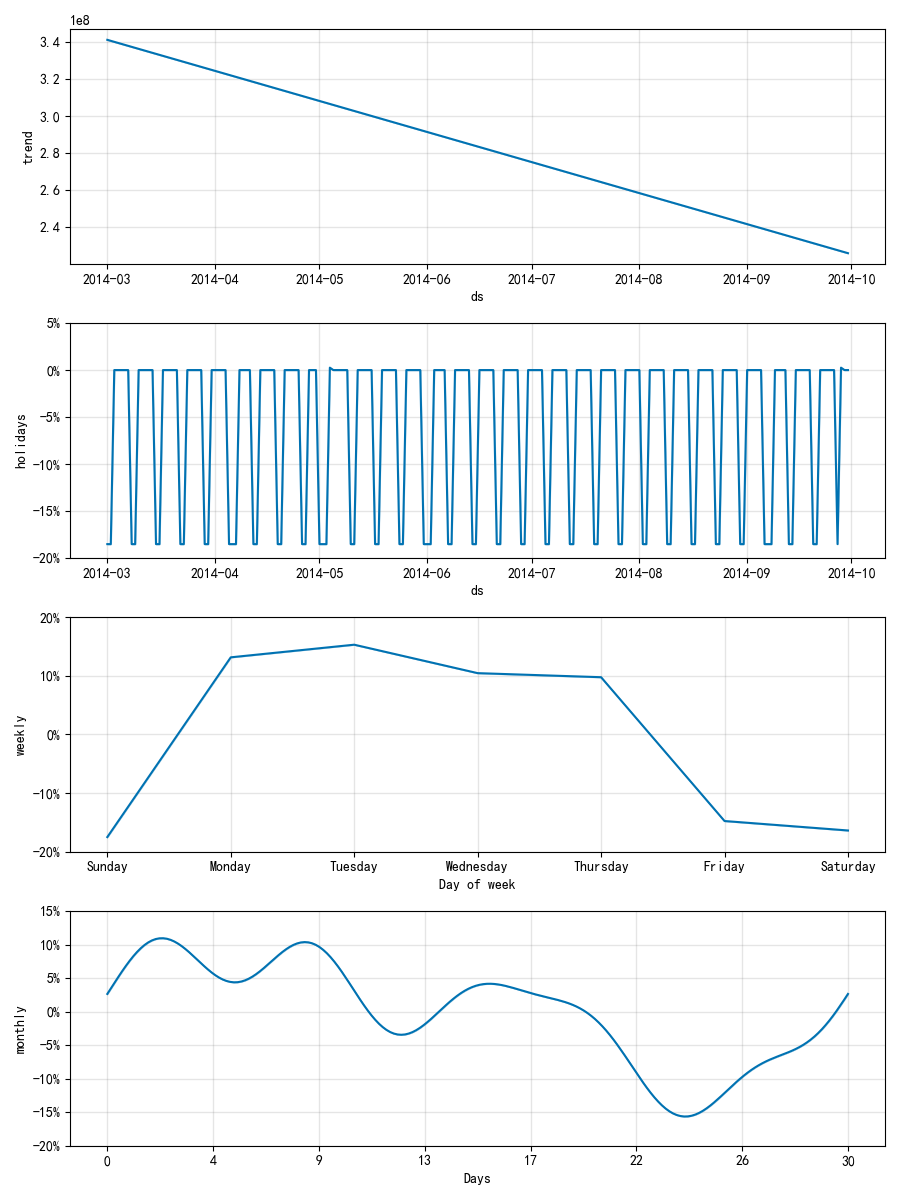 1e8
3.4
3.2
3.0
2.8
2.6
2.4
trend
2014-03 2014-04 2014-05 2014-06 2014-07 2014-08 2014-09 2014-10
ds
5%
0%
-5%
-10%
-15%
-20%
holidays
2014-03 2014-04 2014-05 2014-06 2014-07 2014-08 2014-09 2014-10
ds
20%
10%
0%
-10%
-20%
weekly
Sunday Monday Tuesday Wednesday Thursday Friday Saturday
Day of week
15%
10%
5%
0%
-5%
-10%
-15%
-20%
monthly
0 4 9 13 17 22 26 30
Days